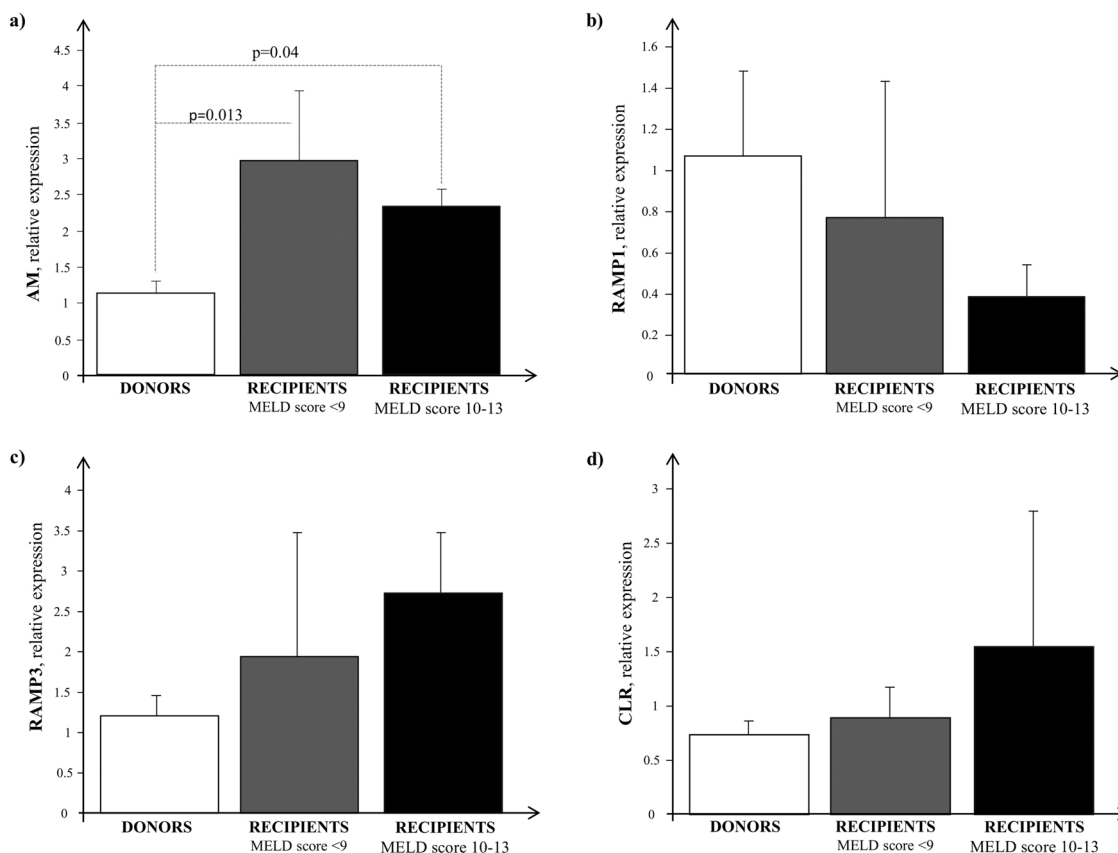 a)
AM, relative expression
4.5
4
3.5
3
2.5
2
1.5
1
0.5
0
p=0.04
p=0.013
DONORS
RECIPIENTS
MELD score <9
RECIPIENTS
MELD score 10-13
b)
RAMP1, relative expression
1.6
1.4
1.2
1
0.8
0.6
0.4
0.2
0
DONORS
RECIPIENTS
MELD score <9
RECIPIENTS
MELD score 10-13
c)
RAMP3, relative expression
4
3.5
3
2.5
2
1.5
1
0.5
0
DONORS
RECIPIENTS
MELD score <9
RECIPIENTS
MELD score 10-13
d)
CLR, relative expression
3
2.5
2
1.5
1
0.5
0
DONORS
RECIPIENTS
MELD score <9
RECIPIENTS
MELD score 10-13